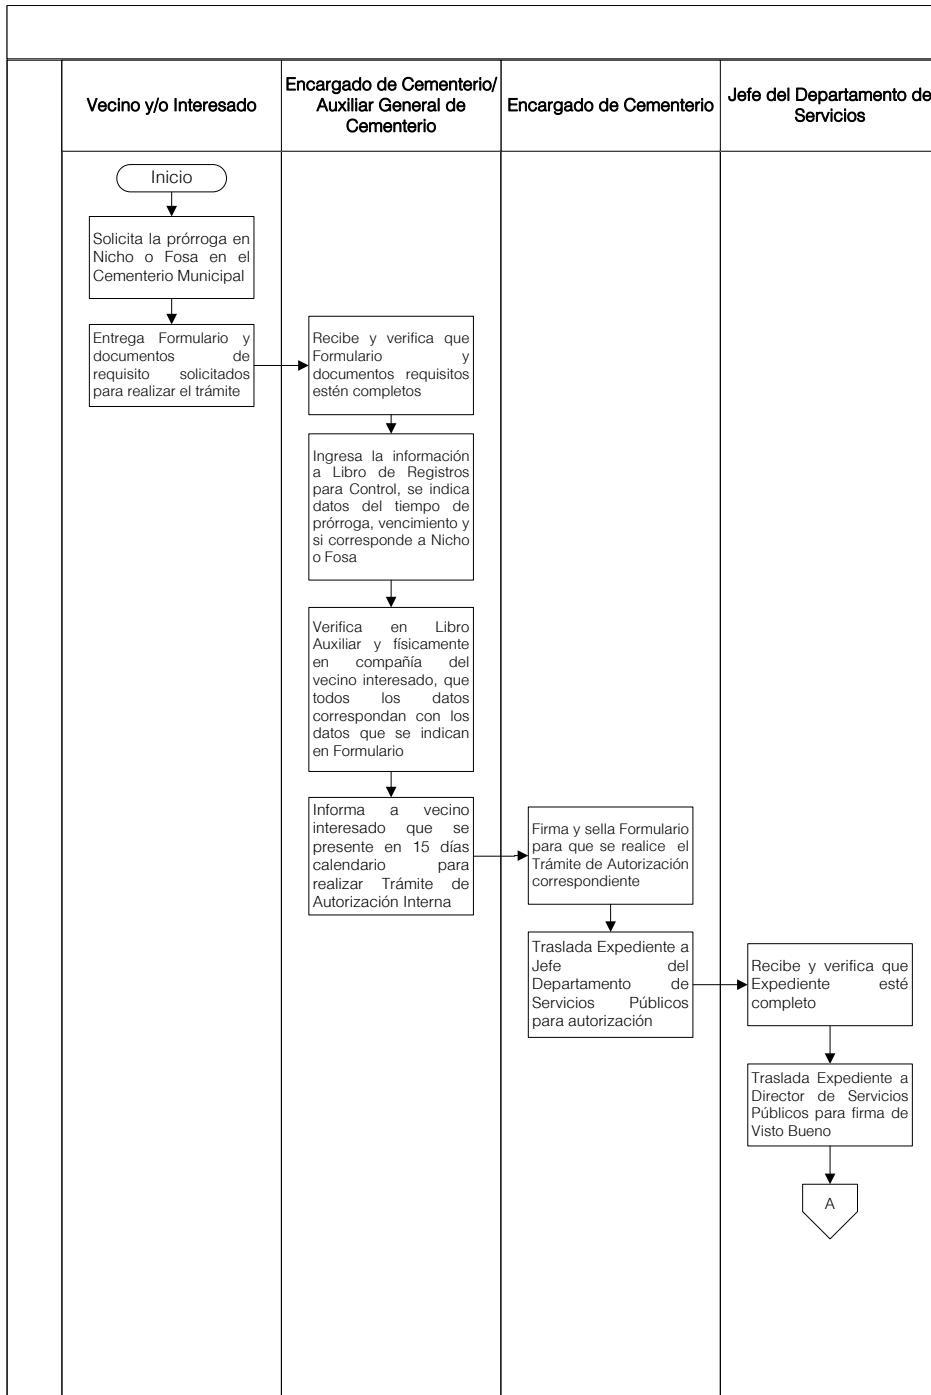 Vecino y/o Interesado
Encargado de Cementerio/
Auxiliar General de
Cementerio
Encargado de Cementerio
Jefe del Departamento de
Servicios
Inicio
Solicita la prórroga en
Nicho o Fosa en el
Cementerio Municipal
Entrega Formulario y
documentos de
requisito solicitados
para realizar el trámite
Recibe y verifica que
Formulario y
documentos requisitos
estén completos
Ingresa la información
a Libro de Registros
para Control, se indica
datos del tiempo de
prórroga, vencimiento y
si corresponde a Nicho
o Fosa
Verifica en Libro
Auxiliar y físicamente
en compañía del
vecino interesado, que
todos los datos
correspondan con los
datos que se indican
en Formulario
Informa a vecino
interesado que se
presente en 15 días
calendario para
realizar Trámite de
Autorización Interna
Firma y sella Formulario
para que se realice el
Trámite de Autorización
correspondiente
Traslada Expediente a
Jefe del
Departamento de
Servicios Públicos
para autorización
Recibe y verifica que
Expediente esté
completo
Traslada Expediente a
Director de Servicios
Públicos para firma de
Visto Bueno
A